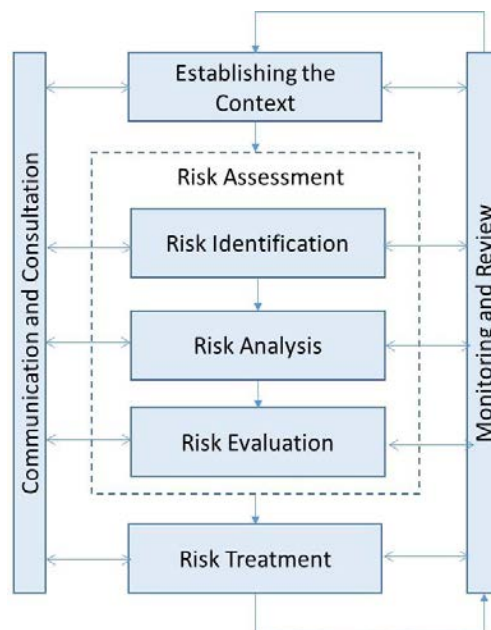 Establishing the
Context
Communication and Consultation
Risk Assessment
Risk Identification
Risk Analysis
Risk Evaluation
Monitoring and Review
Risk Treatment